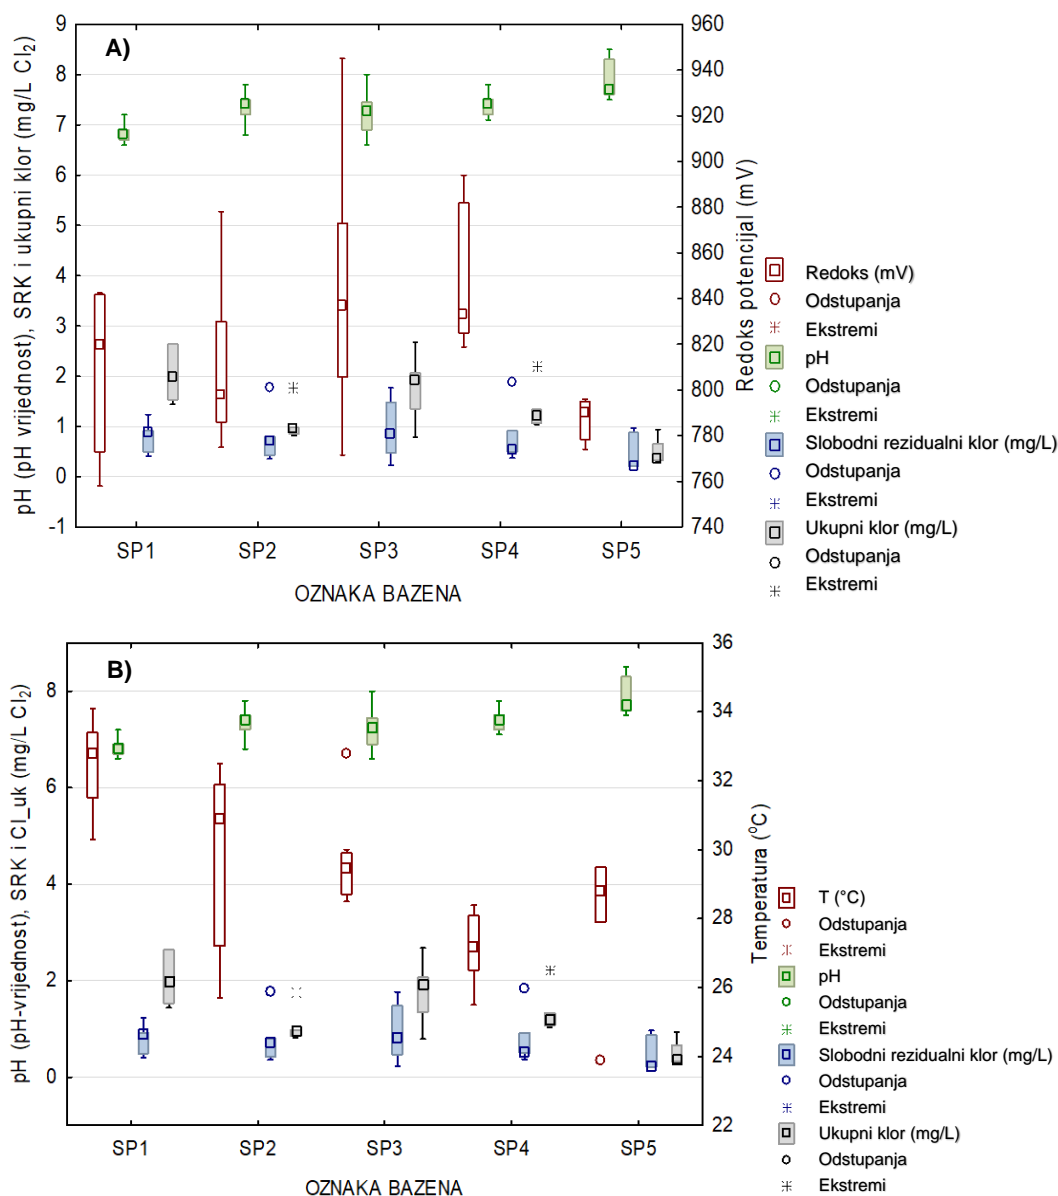 A)
pH (pH vrijednost), SRK i ukupni klor (mg/L Cl₂)
9
8
7
6
5
4
3
2
1
0
-1
960
940
920
900
880
860
840
820
800
780
760
740
Redoks potencijal (mV)
SP1 SP2 SP3 SP4 SP5
OZNAKA BAZENA
Redoks (mV)
Odstupanja
Ekstremi
pH
Odstupanja
Ekstremi
Slobodni rezidualni klor (mg/L)
Odstupanja
Ekstremi
Ukupni klor (mg/L)
Odstupanja
Ekstremi
B)
pH (pH-vrijednost), SRK i Cl_uk (mg/L Cl₂)
8
6
4
2
0
36
34
32
30
28
26
24
22
Temperatura (⁰C)
SP1 SP2 SP3 SP4 SP5
OZNAKA BAZENA
T (°C)
Odstupanja
Ekstremi
pH
Odstupanja
Ekstremi
Slobodni rezidualni klor (mg/L)
Odstupanja
Ekstremi
Ukupni klor (mg/L)
Odstupanja
Ekstremi